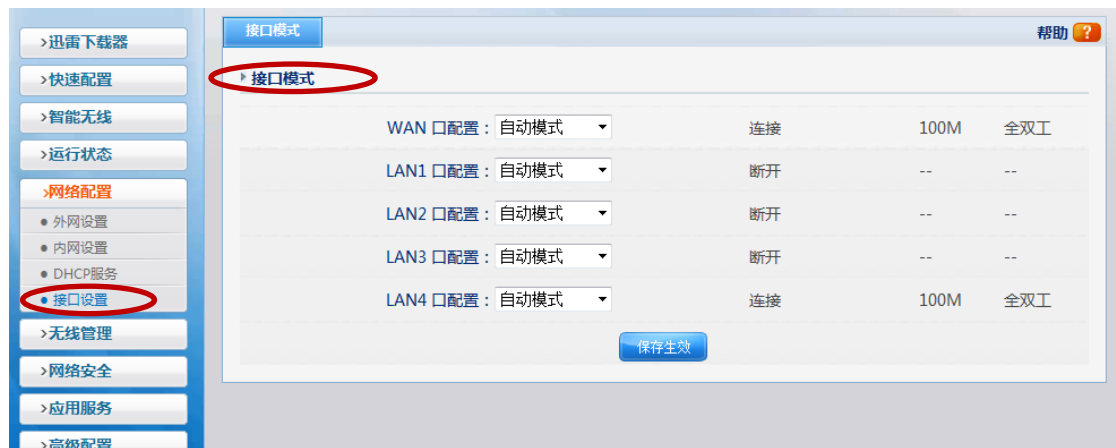 >迅雷下载器
>快速配置
>智能无线
>运行状态
>网络配置
● 外网设置
● 内网设置
● DHCP服务
● 接口设置
>无线管理
>网络安全
>应用服务
>高级配置
接口模式
帮助 ?
接口模式
WAN 口配置： 自动模式 连接 100M 全双工
LAN1 口配置： 自动模式 断开 -- --
LAN2 口配置： 自动模式 断开 -- --
LAN3 口配置： 自动模式 断开 -- --
LAN4 口配置： 自动模式 连接 100M 全双工
保存生效